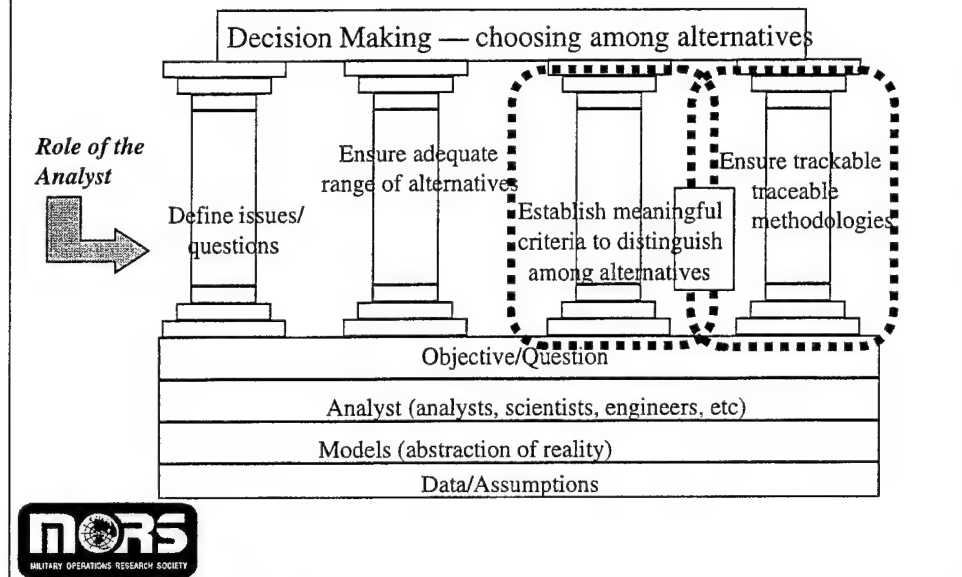 Decision Making — choosing among alternatives
Role of the
Analyst
Define issues/
questions
Ensure adequate
range of alternatives
Establish meaningful
criteria to distinguish
among alternatives
Ensure trackable
traceable
methodologies
Objective/Question
Analyst (analysts, scientists, engineers, etc)
Models (abstraction of reality)
Data/Assumptions
MORS
MILITARY OPERATIONS RESEARCH SOCIETY